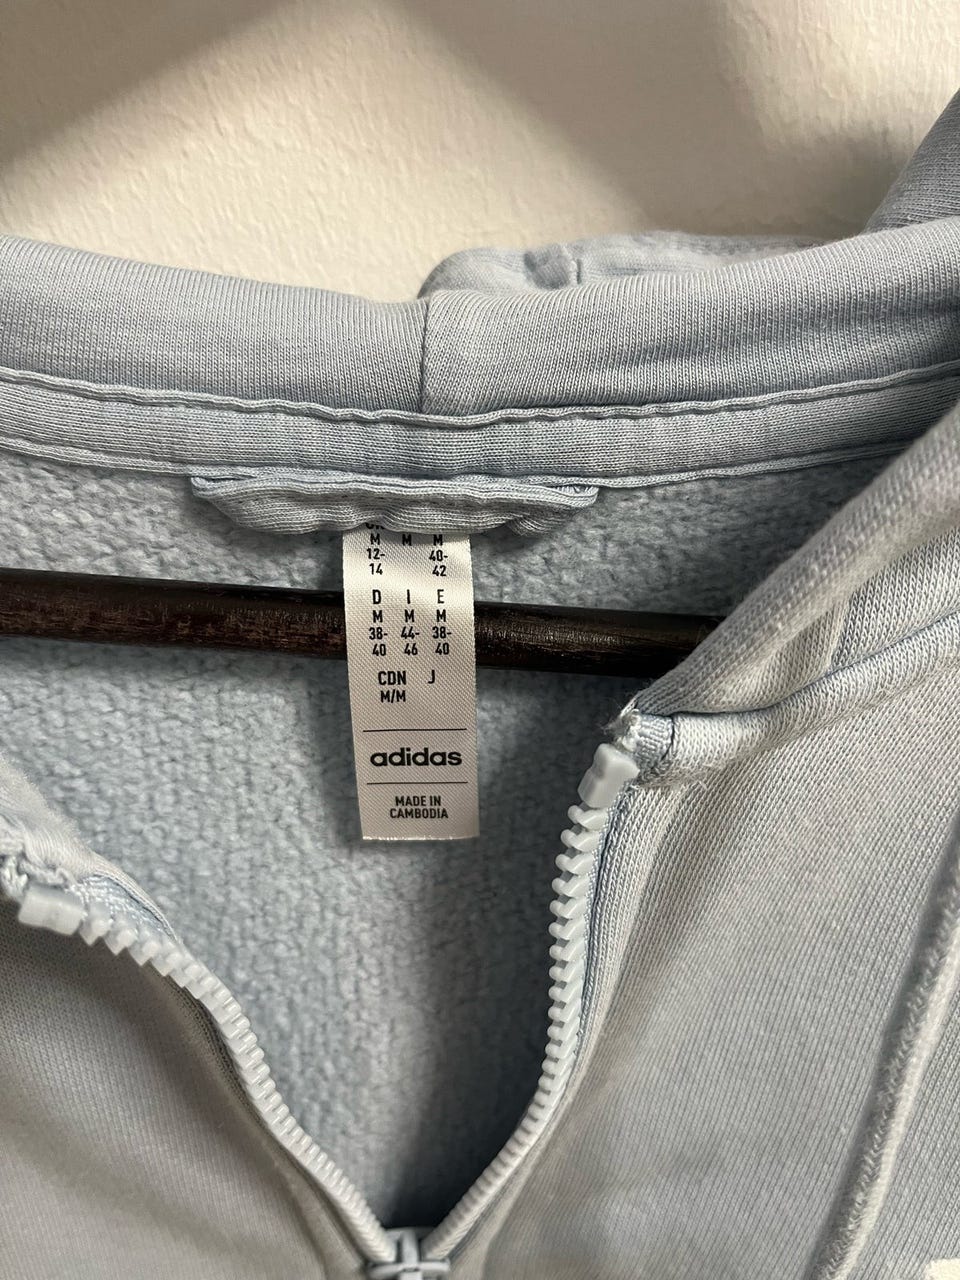 M M M
12- 40-
14 42
D I E
M M M
38- 44- 38-
40 46 40
CDN J
M/M
adidas
MADE IN
CAMBODIA